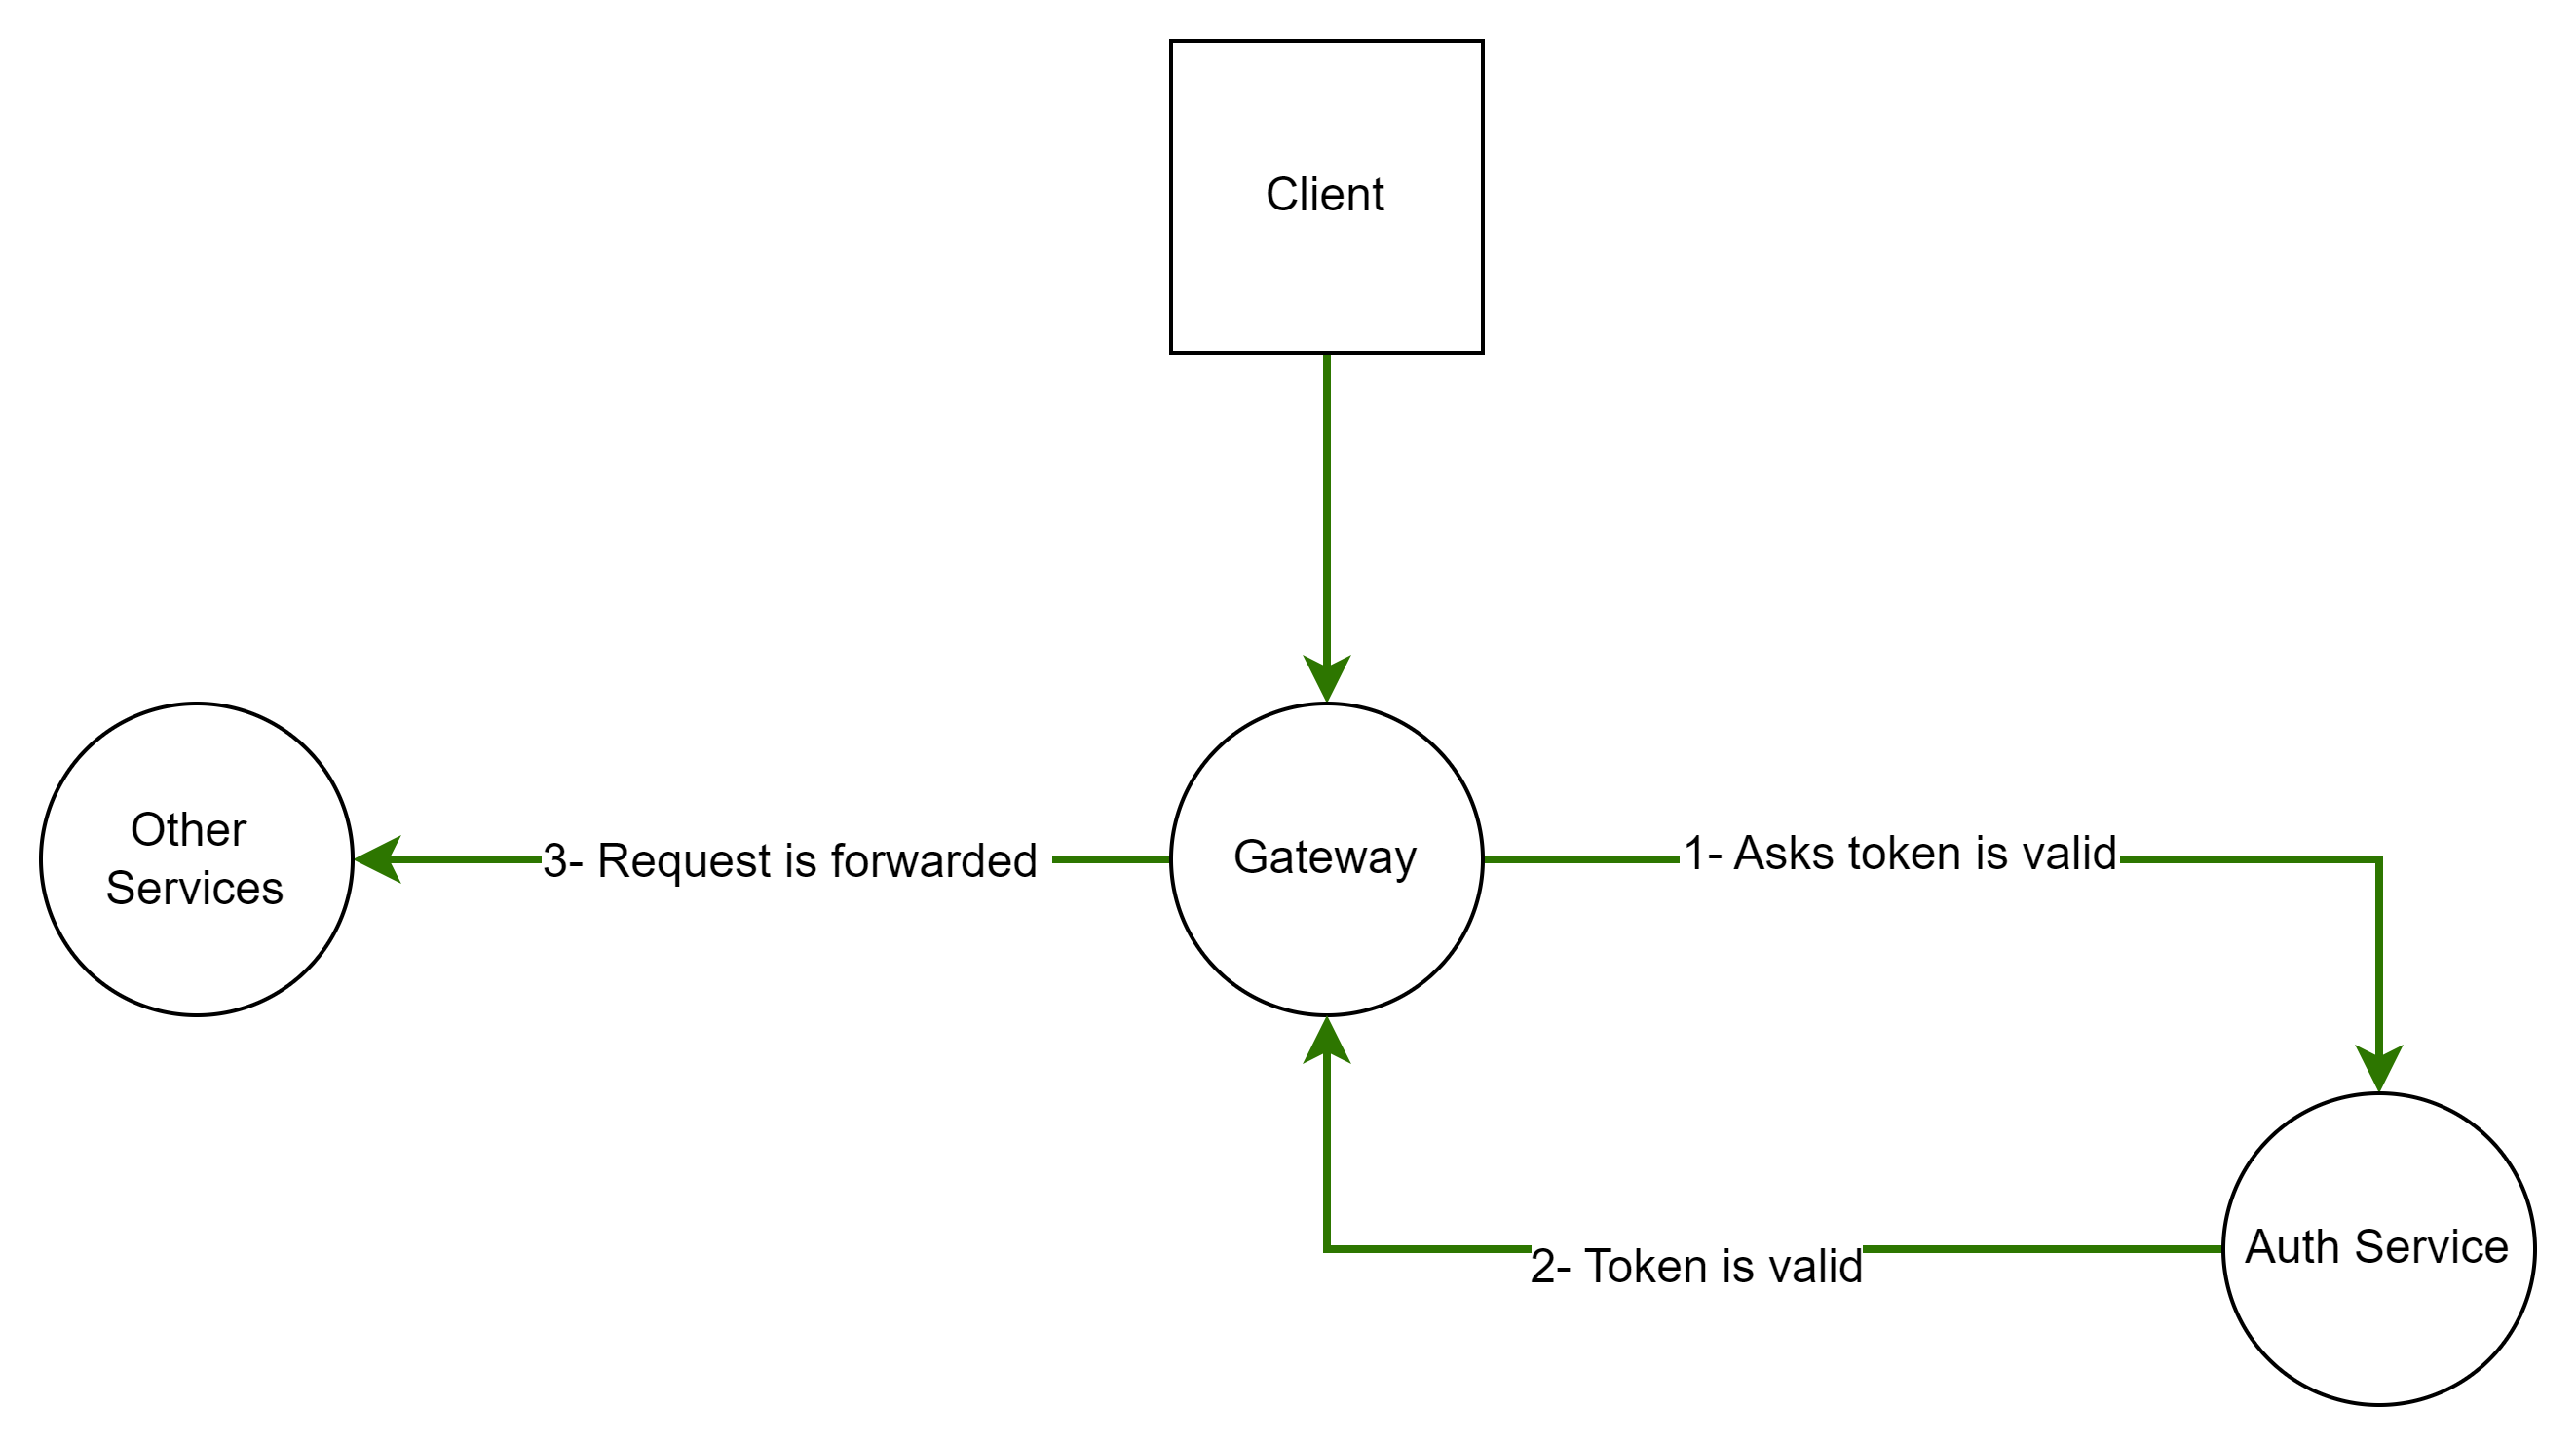 Client
Other
Services
3- Request is forwarded
Gateway
1- Asks token is valid
2- Token is valid
Auth Service